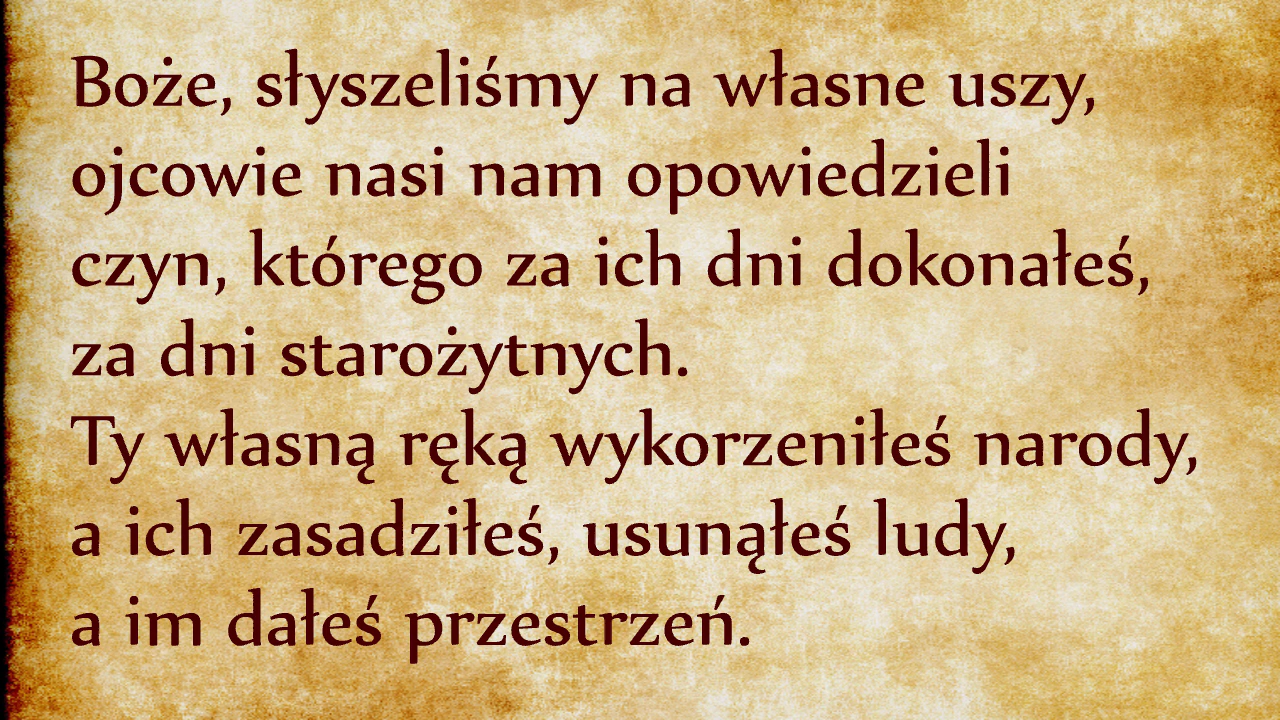 Boże, słyszeliśmy na własne uszy,
ojcowie nasi nam opowiedzieli
czyn, którego za ich dni dokonałeś,
za dni starożytnych.
Ty własną ręką wykorzeniłeś narody,
a ich zasadziłeś, usunąłeś ludy,
a im dałeś przestrzeń.